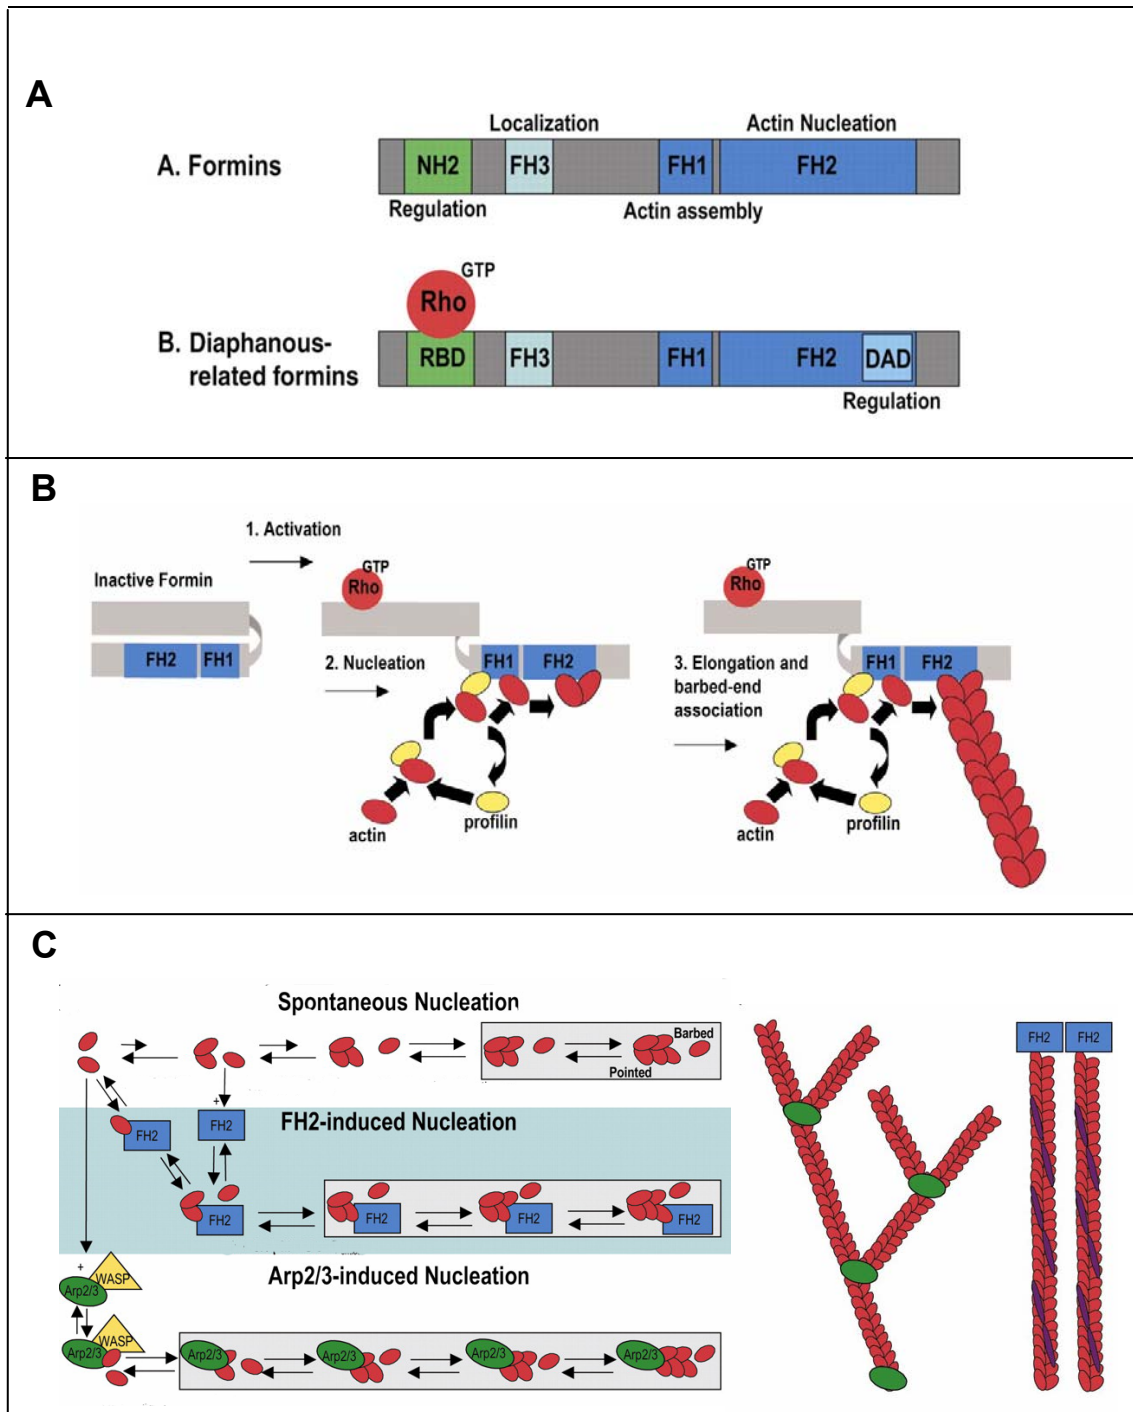 A
Localization
Actin Nucleation
A. Formins
NH2
FH3
FH1
FH2
Regulation
Actin assembly
GTP
Rho
B. Diaphanous-
related formins
RBD
FH3
FH1
FH2
DAD
Regulation
B
1. Activation
Inactive Formin
FH2
FH1
GTP
Rho
2. Nucleation
FH1
FH2
actin
profilin
GTP
Rho
3. Elongation and
barbed-end
association
FH1
FH2
actin
profilin
C
Spontaneous Nucleation
Barbed
Pointed
+
FH2
FH2
FH2-induced Nucleation
FH2
FH2
FH2
FH2
Arp2/3-induced Nucleation
+
WASP
Arp2/3
WASP
Arp2/3
Arp2/3
Arp2/3
Arp2/3
Arp2/3
FH2
FH2